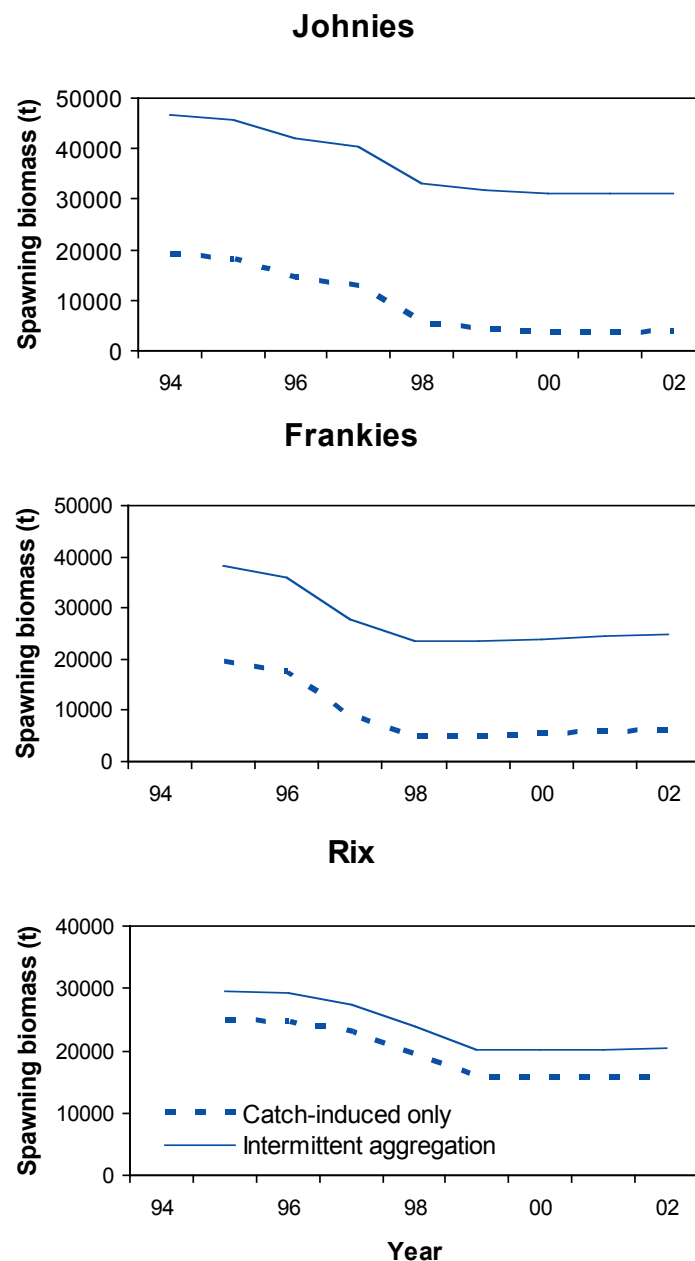 Johnies
Spawning biomass (t)
50000
40000
30000
20000
10000
0
94 96 98 00 02
Frankies
Spawning biomass (t)
50000
40000
30000
20000
10000
0
94 96 98 00 02
Rix
Spawning biomass (t)
40000
30000
20000
10000
0
Catch-induced only
Intermittent aggregation
94 96 98 00 02
Year